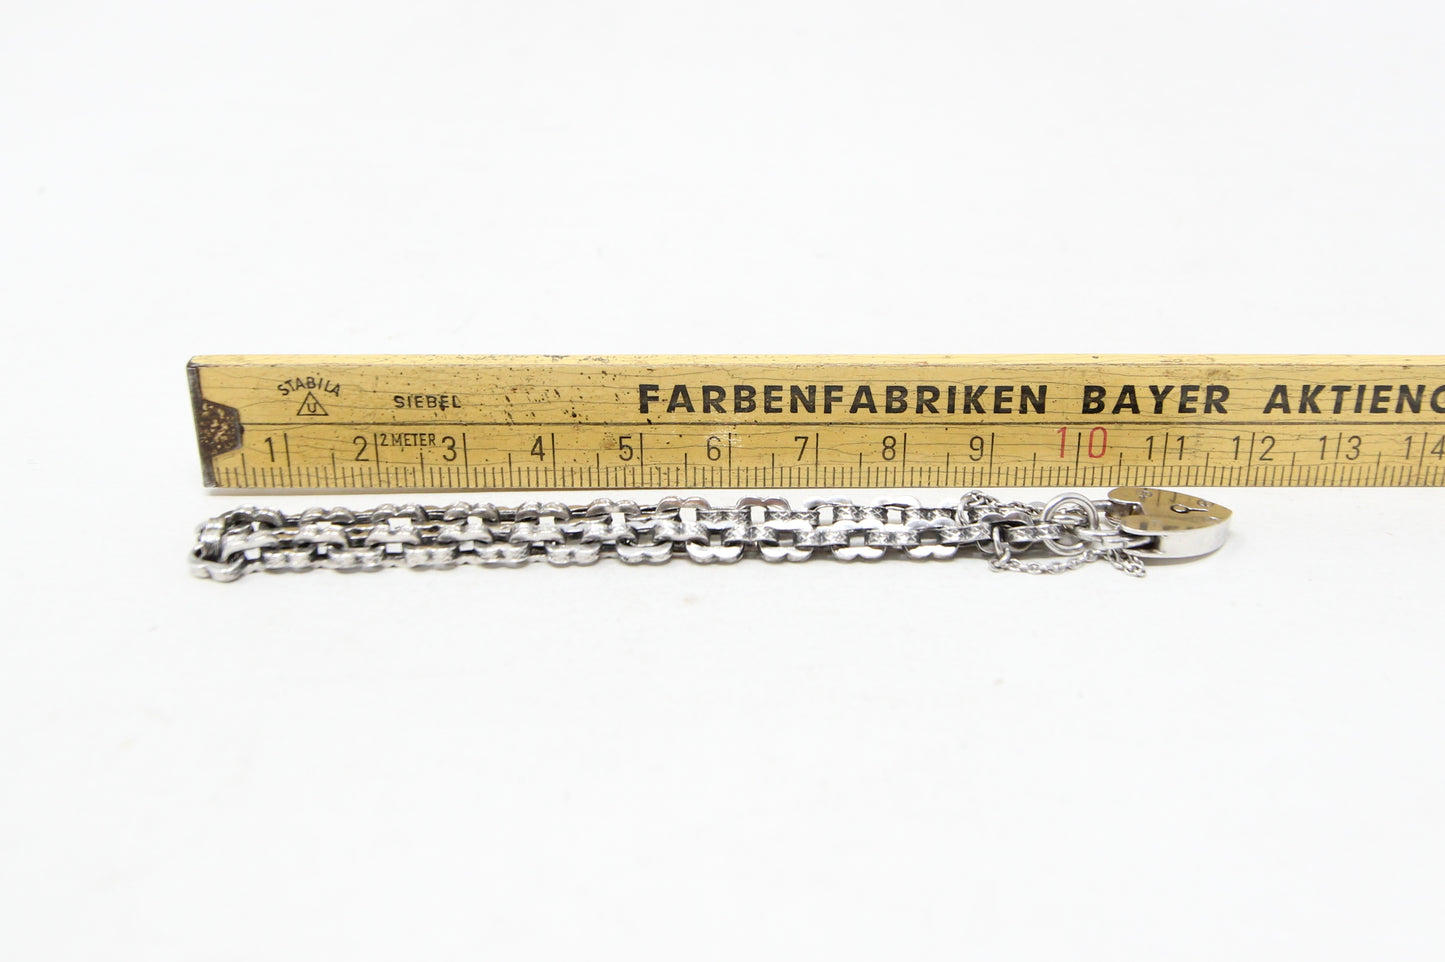 STABILA
U
SIEBEL
FARBENFABRIKEN BAYER AKTIENG
1 2 2 METER 3 4 5 6 7 8 9 10 11 12 13 14